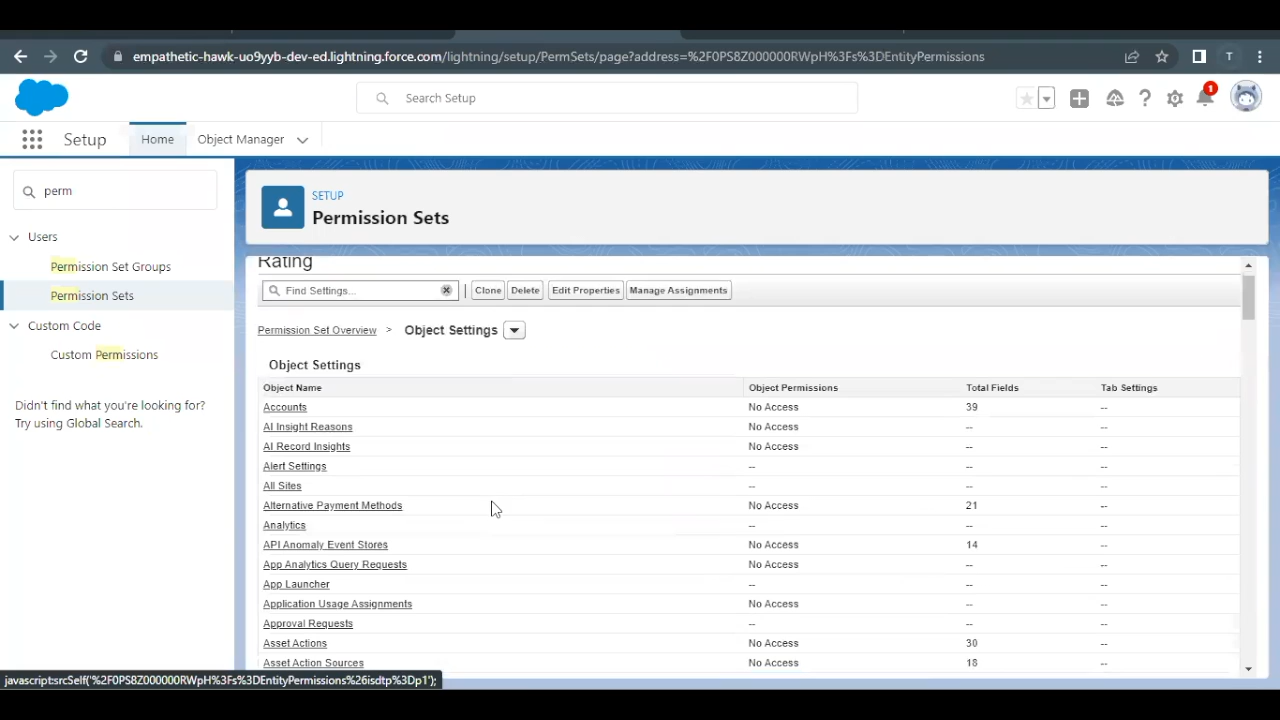 empathetic-hawk-uo9yyb-dev-ed.lightning.force.com/lightning/setup/PermSets/page?address=%2F0PS8Z000000RWpH%3Fs%3DEntityPermissions
T
Search Setup
1
Setup
Home
Object Manager
perm
Users
Permission Set Groups
Permission Sets
Custom Code
Custom Permissions
Didn't find what you're looking for?
Try using Global Search.
SETUP
Permission Sets
Rating
Find Settings...
Clone
Delete
Edit Properties
Manage Assignments
Permission Set Overview > Object Settings
Object Settings
Object Name Object Permissions Total Fields Tab Settings
Accounts No Access 39 --
AI Insight Reasons No Access -- --
AI Record Insights No Access -- --
Alert Settings -- -- --
All Sites -- -- --
Alternative Payment Methods No Access 21 --
Analytics -- -- --
API Anomaly Event Stores No Access 14 --
App Analytics Query Requests No Access -- --
App Launcher -- -- --
Application Usage Assignments No Access -- --
Approval Requests -- -- --
Asset Actions No Access 30 --
Asset Action Sources No Access 18 --
javascript:srcSelf('%2F0PS8Z000000RWpH%3Fs%3DEntityPermissions%26isdtp%3Dp1');